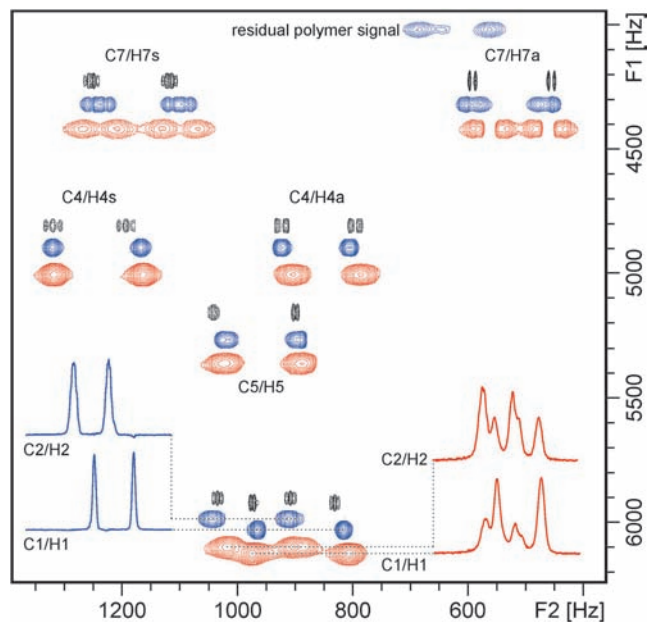 residual polymer signal
F1 [Hz]
C7/H7s
C7/H7a
4500
C4/H4s
C4/H4a
5000
C5/H5
5500
C2/H2
C2/H2
C1/H1
6000
C1/H1
1200
1000
800
600
F2 [Hz]